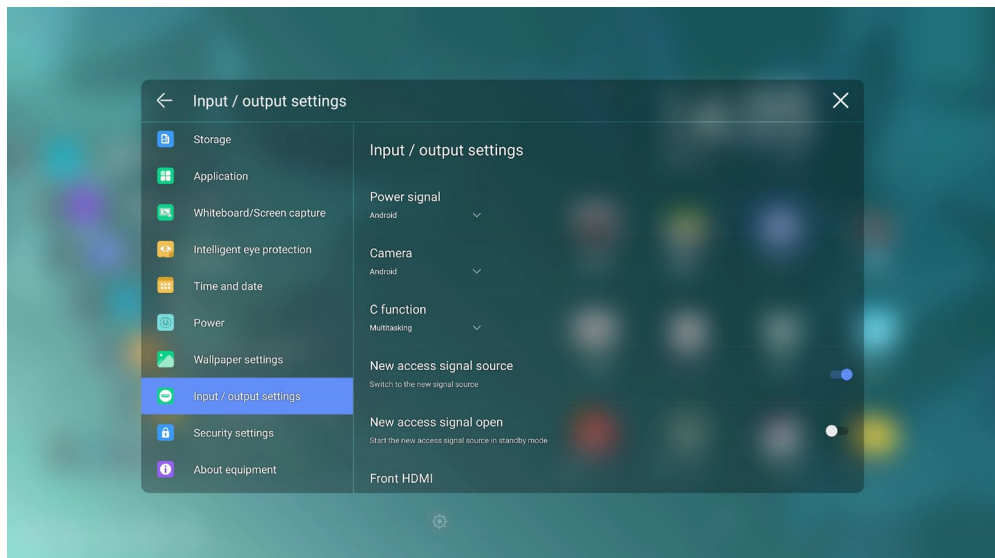 Input / output settings
Storage
Application
Whiteboard/Screen capture
Intelligent eye protection
Time and date
Power
Wallpaper settings
Input / output settings
Security settings
About equipment
Input / output settings
Power signal
Android
Camera
Android
C function
Multitasking
New access signal source
Switch to the new signal source
New access signal open
Start the new access signal source in standby mode
Front HDMI